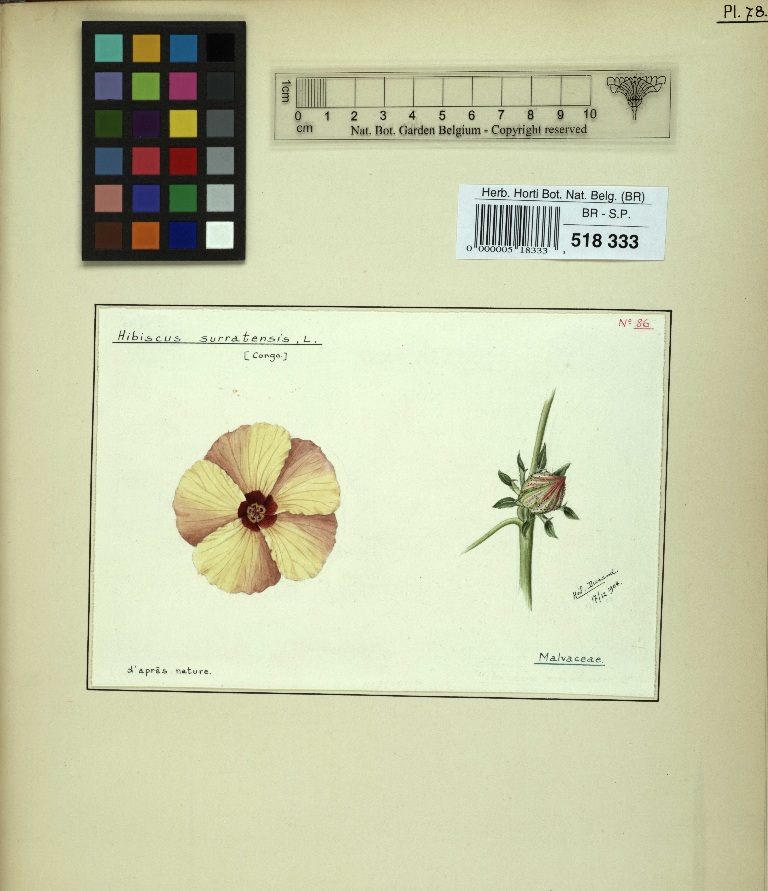 Pl. 78.
1cm
0 1 2 3 4 5 6 7 8 9 10
cm
Nat. Bot. Garden Belgium - Copyright reserved
Herb. Horti Bot. Nat. Belg. (BR)
BR - S.P.
518 333
0 000005 18333
Nº 86
Hibiscus surratensis, L.
[Congo.]
d'après nature.
Malvaceae.